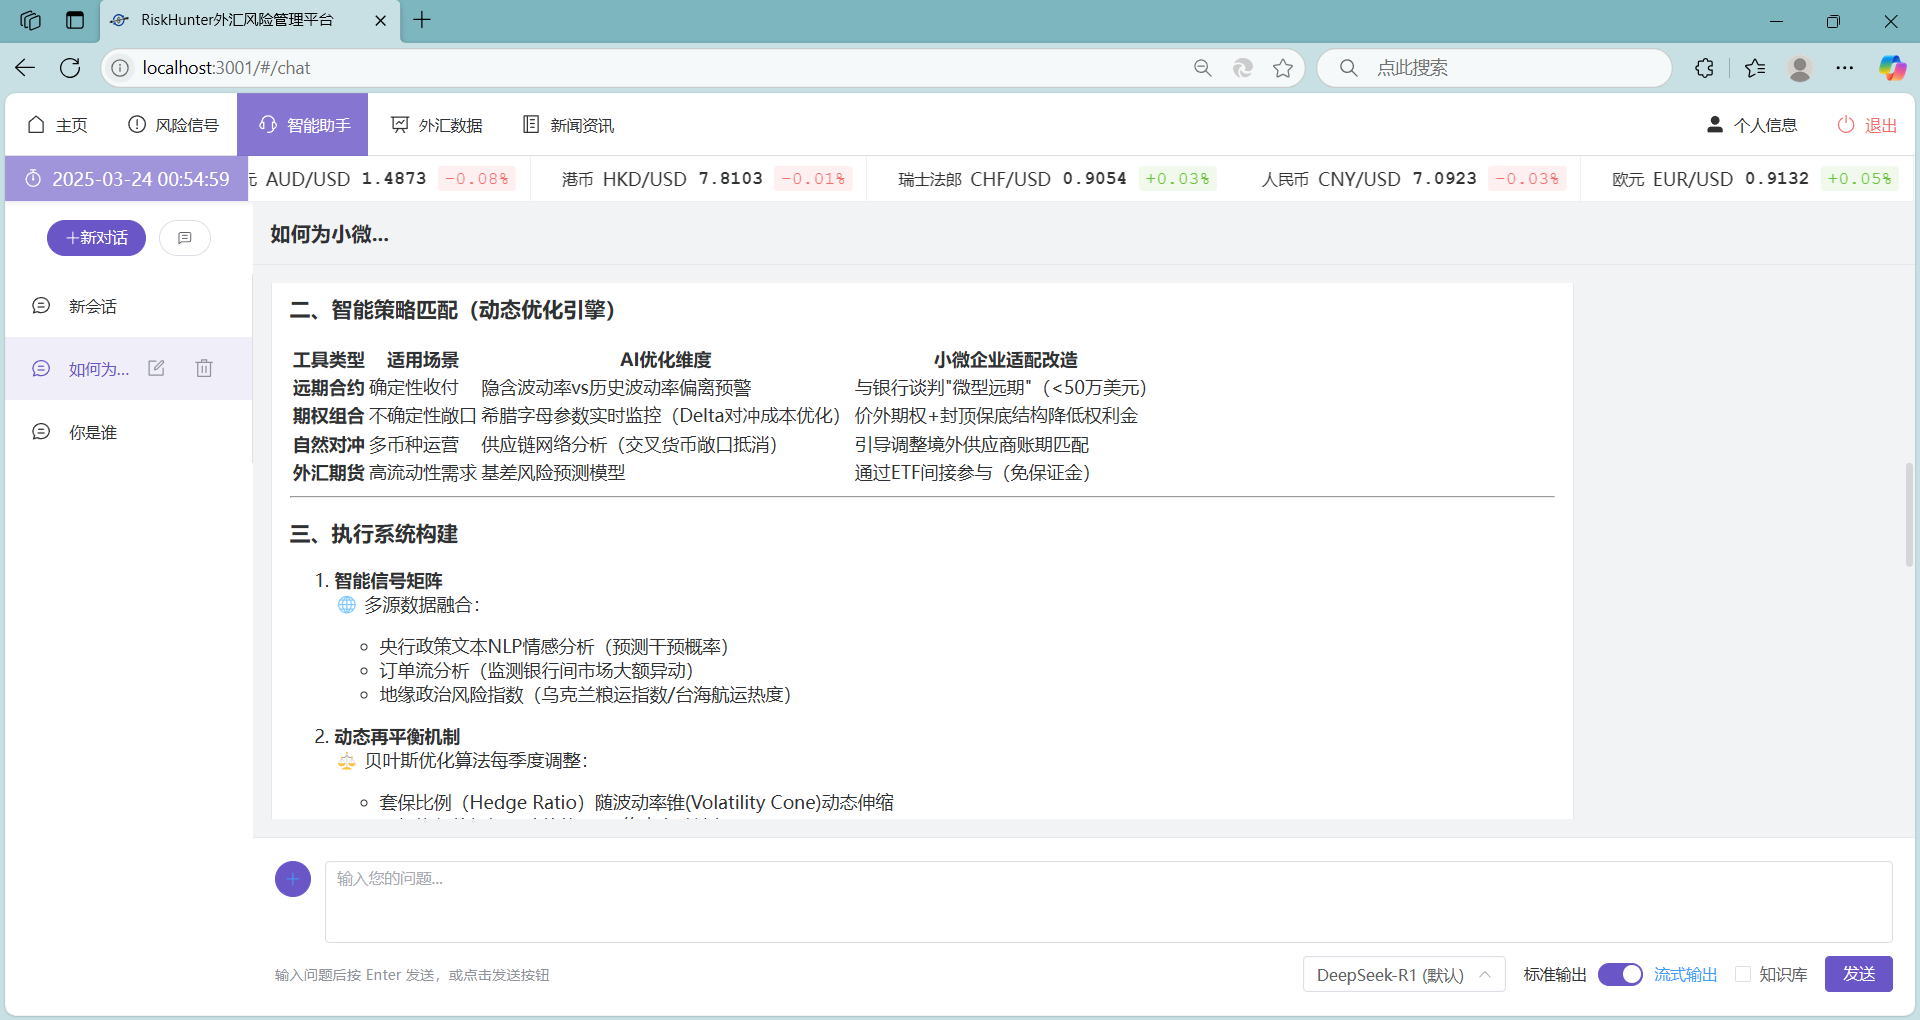 RiskHunter外汇风险管理平台
localhost:3001/#/chat
点此搜索
主页
风险信号
智能助手
外汇数据
新闻资讯
个人信息
退出
2025-03-24 00:54:59
元 AUD/USD 1.4873 -0.08%
港币 HKD/USD 7.8103 -0.01%
瑞士法郎 CHF/USD 0.9054 +0.03%
人民币 CNY/USD 7.0923 -0.03%
欧元 EUR/USD 0.9132 +0.05%
+新对话
新会话
如何为...
你是谁
如何为小微...
二、智能策略匹配（动态优化引擎）
工具类型 适用场景 AI优化维度 小微企业适配改造
远期合约 确定性收付 隐含波动率vs历史波动率偏离预警 与银行谈判"微型远期"（<50万美元）
期权组合 不确定性敞口 希腊字母参数实时监控（Delta对冲成本优化） 价外期权+封顶保底结构降低权利金
自然对冲 多币种运营 供应链网络分析（交叉货币敞口抵消） 引导调整境外供应商账期匹配
外汇期货 高流动性需求 基差风险预测模型 通过ETF间接参与（免保证金）
三、执行系统构建
1. 智能信号矩阵
🌐 多源数据融合：
央行政策文本NLP情感分析（预测干预概率）
订单流分析（监测银行间市场大额异动）
地缘政治风险指数（乌克兰粮运指数/台海航运热度）
2. 动态再平衡机制
⚖️ 贝叶斯优化算法每季度调整：
套保比例（Hedge Ratio）随波动率锥(Volatility Cone)动态伸缩
输入您的问题...
输入问题后按 Enter 发送，或点击发送按钮
DeepSeek-R1 (默认)
标准输出
流式输出
知识库
发送